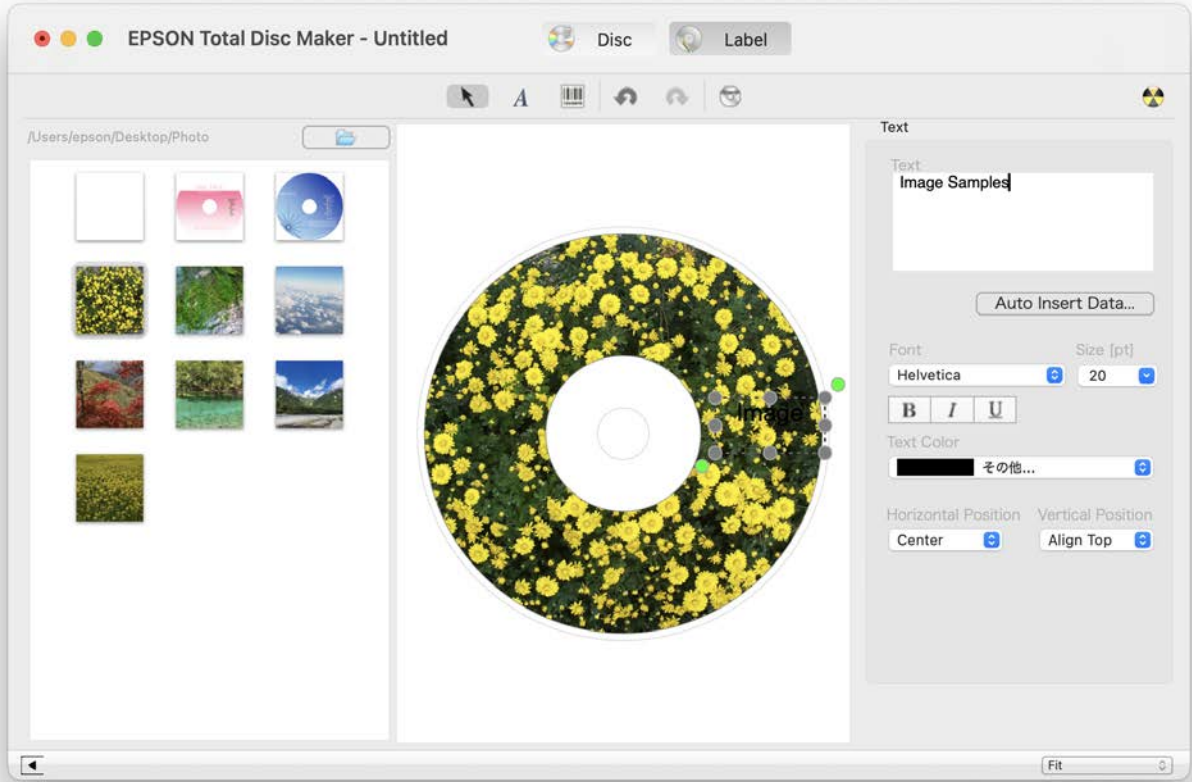 EPSON Total Disc Maker - Untitled
Disc
Label
/Users/epson/Desktop/Photo
Text
Text
Image Samples
Auto Insert Data...
Font
Size [pt]
Helvetica
20
B I U
Text Color
その他...
Horizontal Position
Vertical Position
Center
Align Top
Image
Fit